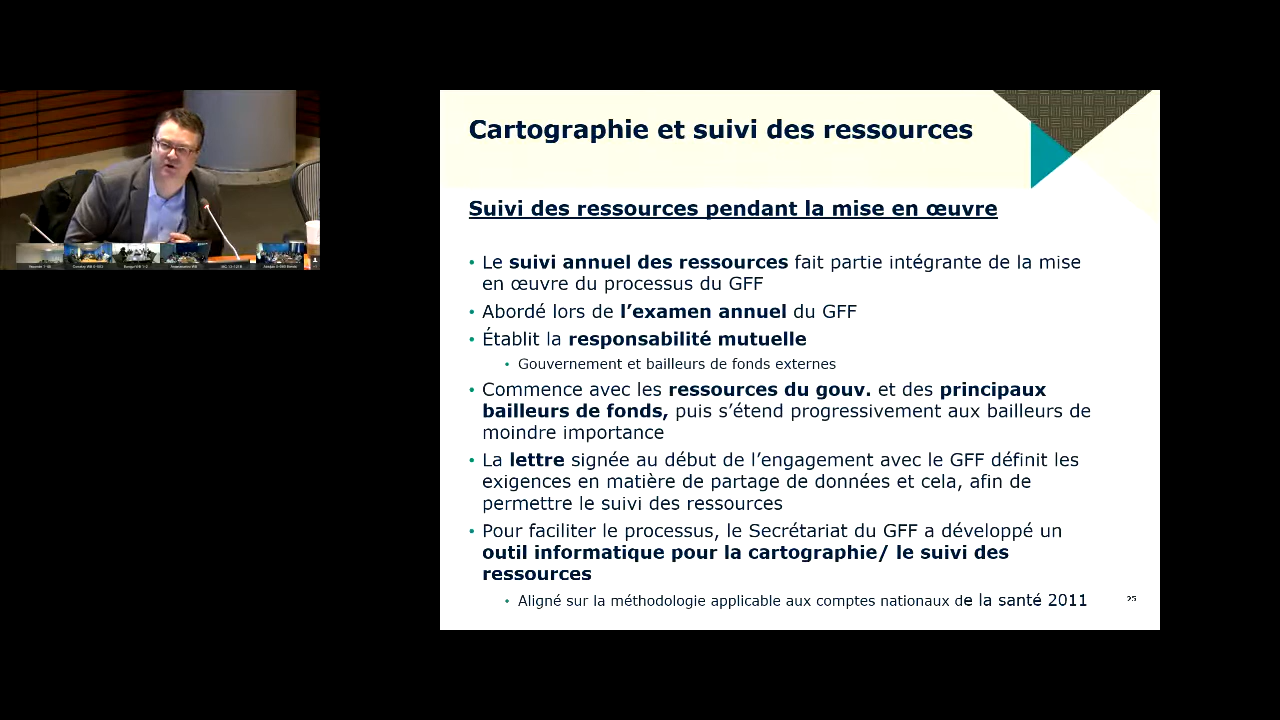 Cartographie et suivi des ressources
Suivi des ressources pendant la mise en œuvre
• Le suivi annuel des ressources fait partie intégrante de la mise
en œuvre du processus du GFF
• Abordé lors de l’examen annuel du GFF
• Établit la responsabilité mutuelle
• Gouvernement et bailleurs de fonds externes
• Commence avec les ressources du gouv. et des principaux
bailleurs de fonds, puis s’étend progressivement aux bailleurs de
moindre importance
• La lettre signée au début de l’engagement avec le GFF définit les
exigences en matière de partage de données et cela, afin de
permettre le suivi des ressources
• Pour faciliter le processus, le Secrétariat du GFF a développé un
outil informatique pour la cartographie/ le suivi des
ressources
• Aligné sur la méthodologie applicable aux comptes nationaux de la santé 2011
25